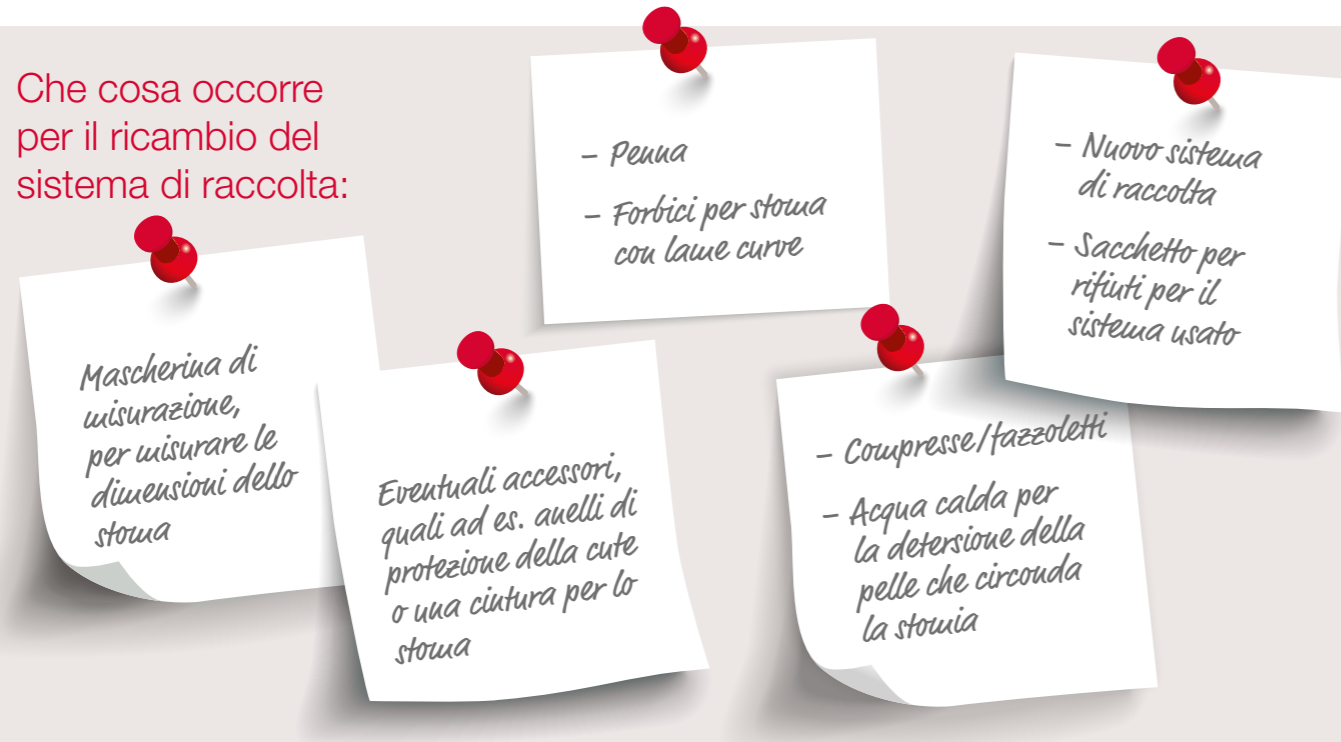 Che cosa occorre
per il ricambio del
sistema di raccolta:
Mascherina di
misurazione,
per misurare le
dimensioni dello
stoma
Eventuali accessori,
quali ad es. anelli di
protezione della cute
o una cintura per lo
stoma
– Penna
– Forbici per stoma
con lame curve
– Compresse/fazzoletti
– Acqua calda per
la detersione della
pelle che circonda
la stomia
– Nuovo sistema
di raccolta
– Sacchetto per
rifiuti per il
sistema usato